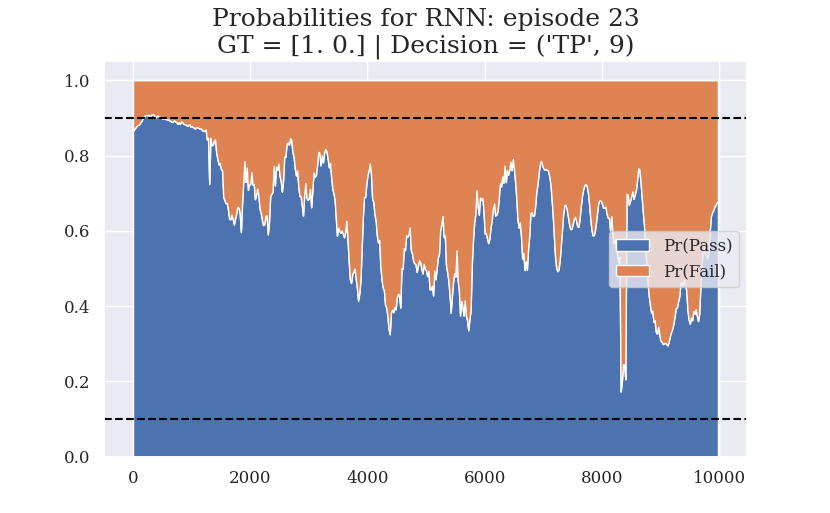 Probabilities for RNN: episode 23
GT = [1. 0.] | Decision = ('TP', 9)
1.0
0.8
0.6
0.4
0.2
0.0
Pr(Pass)
Pr(Fail)
0 2000 4000 6000 8000 10000